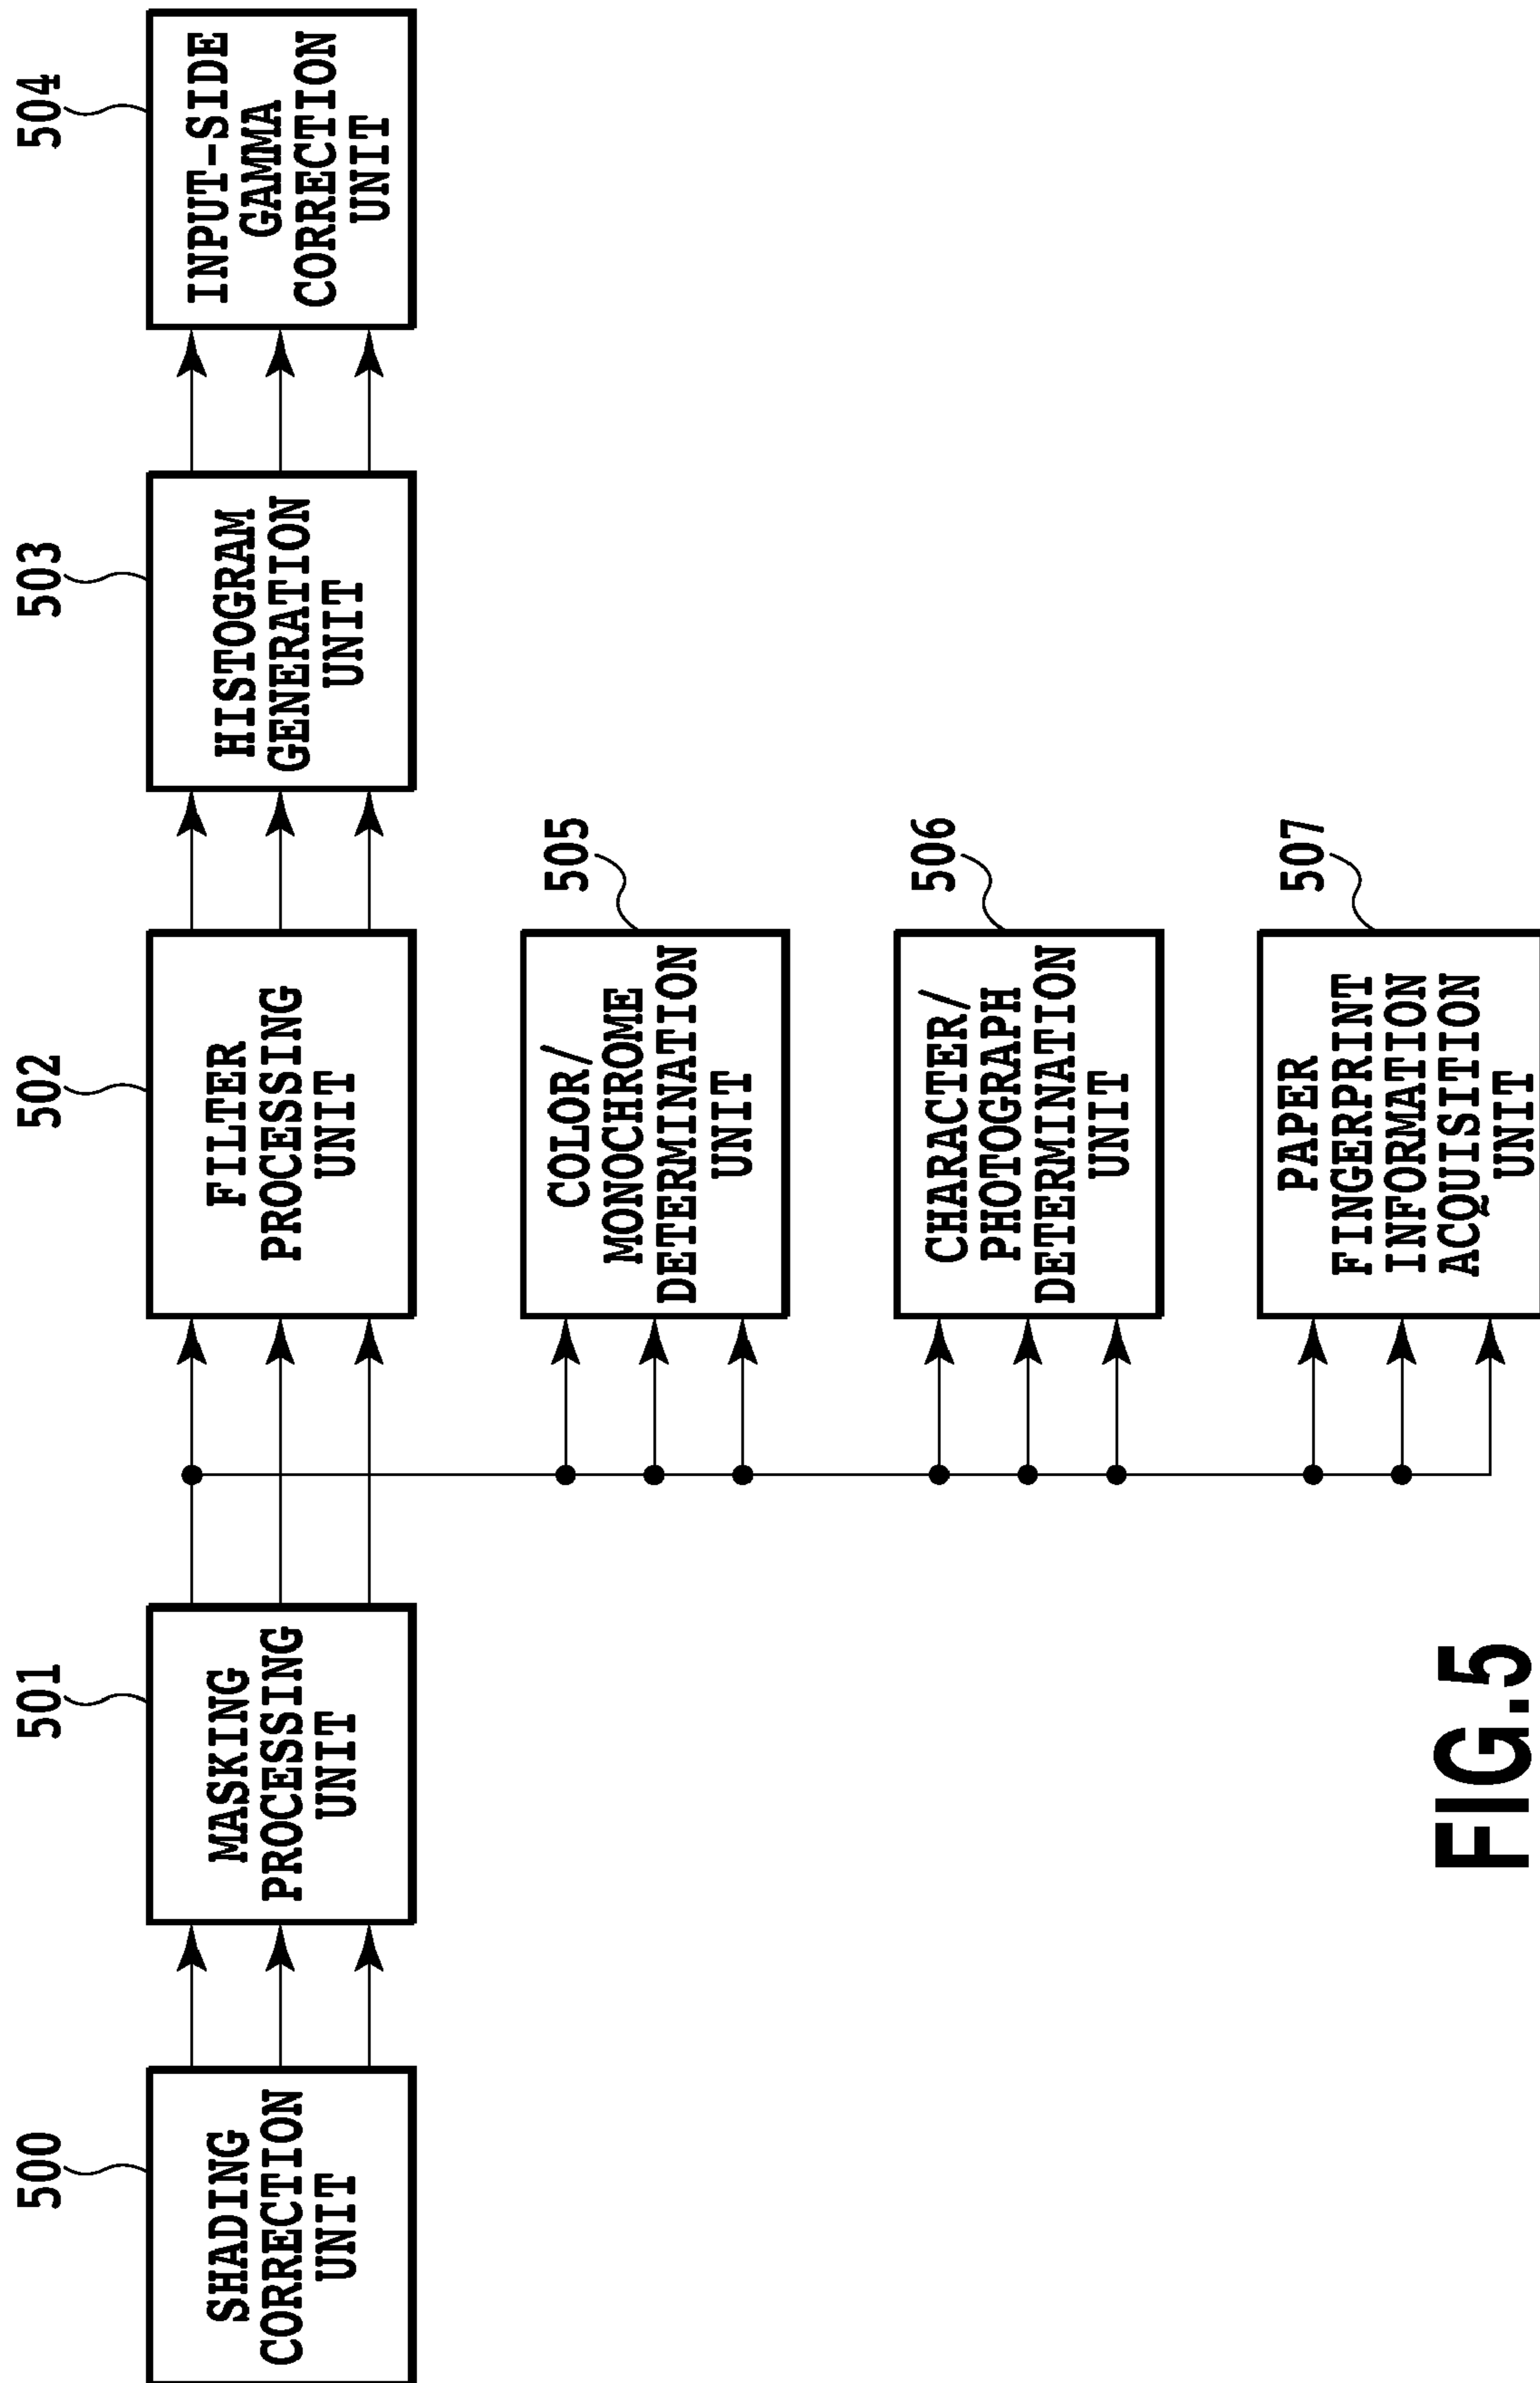 500
SHADING
CORRECTION
UNIT
501
MASKING
PROCESSING
UNIT
502
FILTER
PROCESSING
UNIT
503
HISTOGRAM
GENERATION
UNIT
504
INPUT-SIDE
GAMMA
CORRECTION
UNIT
505
COLOR/
MONOCHROME
DETERMINATION
UNIT
506
CHARACTER/
PHOTOGRAPH
DETERMINATION
UNIT
507
PAPER
FINGERPRINT
INFORMATION
ACQUISITION
UNIT
FIG.5